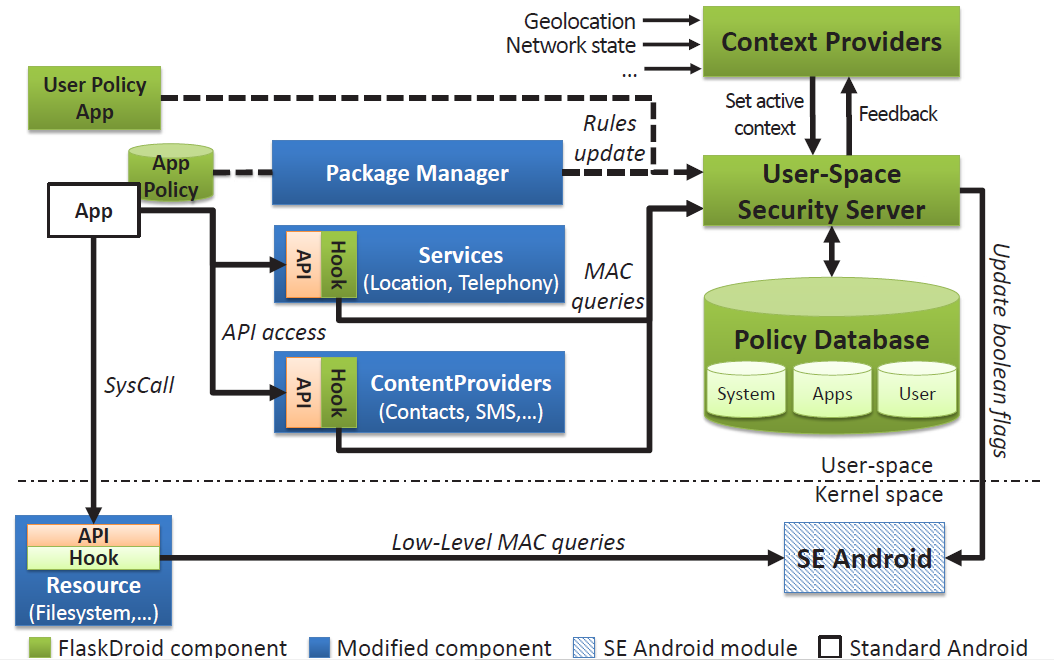 Geolocation
Network state
...
Context Providers
User Policy
App
Set active
context
Feedback
Rules
update
App
Policy
Package Manager
User-Space
Security Server
App
API
Hook
Services
(Location, Telephony)
MAC
queries
Update boolean flags
API access
Policy Database
SysCall
API
Hook
ContentProviders
(Contacts, SMS,...)
System
Apps
User
User-space
Kernel space
API
Hook
Resource
(Filesystem,...)
Low-Level MAC queries
SE Android
FlaskDroid component
Modified component
SE Android module
Standard Android